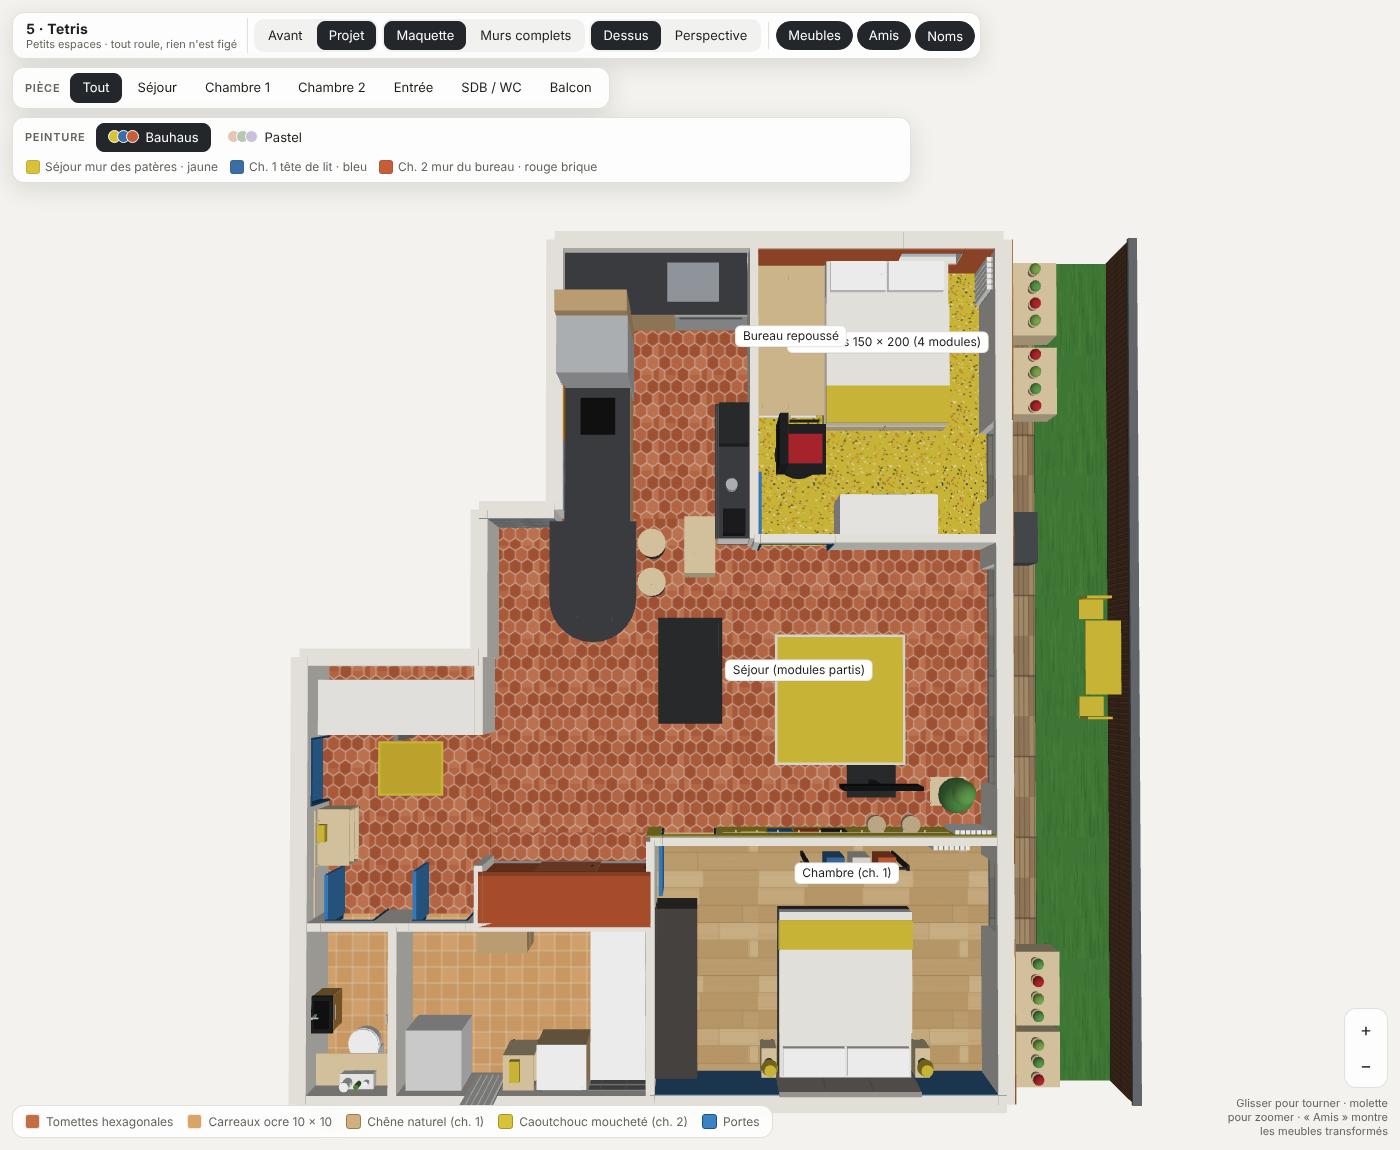 5 · Tetris
Petits espaces · tout roule, rien n'est figé
Avant Projet Maquette Murs complets Dessus Perspective Meubles Amis Noms
PIÈCE Tout Séjour Chambre 1 Chambre 2 Entrée SDB / WC Balcon
PEINTURE Bauhaus Pastel
Séjour mur des patères · jaune Ch. 1 tête de lit · bleu Ch. 2 mur du bureau · rouge brique
Bureau repoussé
150 × 200 (4 modules)
Séjour (modules partis)
Chambre (ch. 1)
+
−
Glisser pour tourner · molette
pour zoomer · « Amis » montre
les meubles transformés
Tomettes hexagonales Carreaux ocre 10 × 10 Chêne naturel (ch. 1) Caoutchouc moucheté (ch. 2) Portes